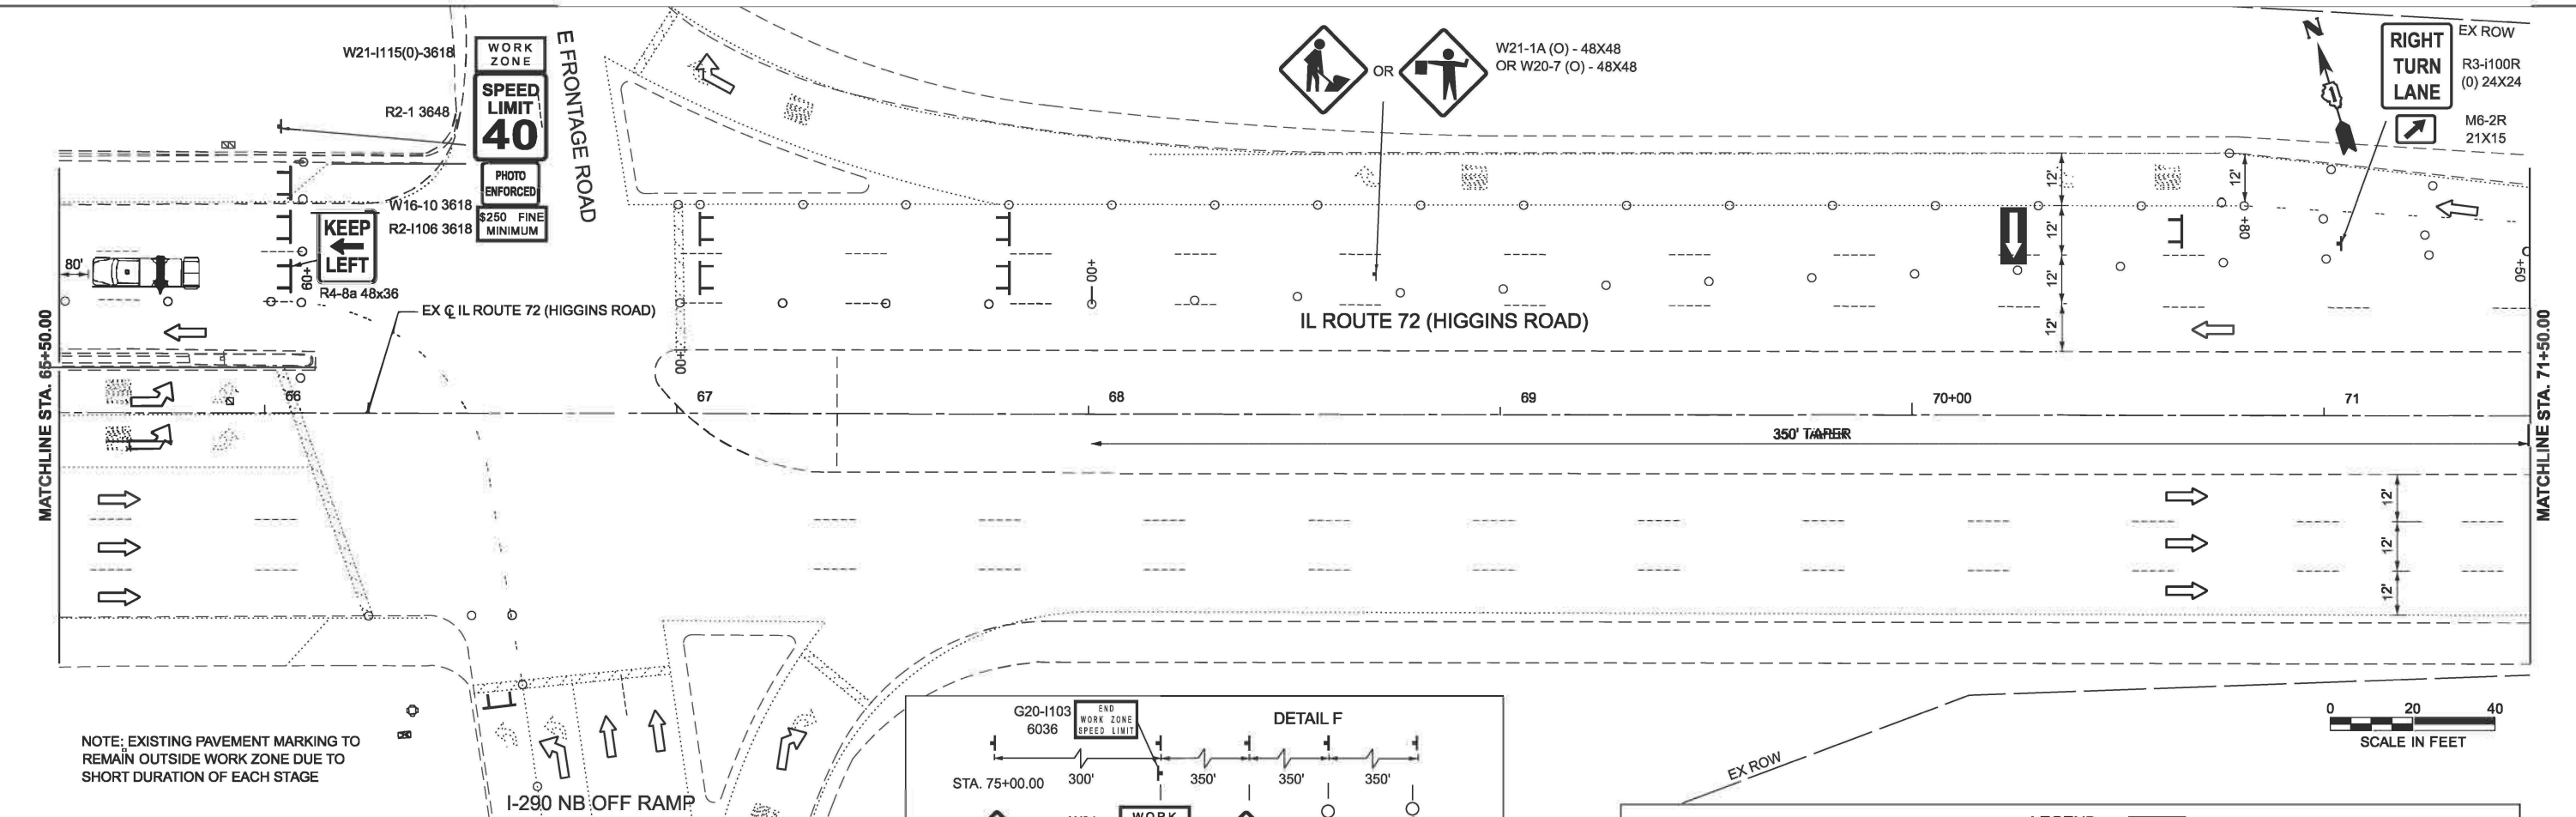 W21-I115(0)-3618
WORK
ZONE
R2-1 3648
SPEED
LIMIT
40
PHOTO
ENFORCED
W16-10 3618
R2-I106 3618
$250 FINE
MINIMUM
E FRONTAGE ROAD
OR
W21-1A (O) - 48X48
OR W20-7 (O) - 48X48
N
RIGHT
TURN
LANE
EX ROW
R3-i100R
(0) 24X24
M6-2R
21X15
KEEP
LEFT
R4-8a 48x36
80'
+60
+00
+00
+80
+50
12'
12'
12'
12'
12'
EX ℄ IL ROUTE 72 (HIGGINS ROAD)
IL ROUTE 72 (HIGGINS ROAD)
MATCHLINE STA. 65+50.00
MATCHLINE STA. 71+50.00
66
67
68
69
70+00
71
350' TAPER
12'
12'
12'
NOTE: EXISTING PAVEMENT MARKING TO
REMAIN OUTSIDE WORK ZONE DUE TO
SHORT DURATION OF EACH STAGE
I-290 NB OFF RAMP
G20-I103
6036
END
WORK ZONE
SPEED LIMIT
DETAIL F
STA. 75+00.00
300'
350'
350'
350'
WORK
EX ROW
0 20 40
SCALE IN FEET